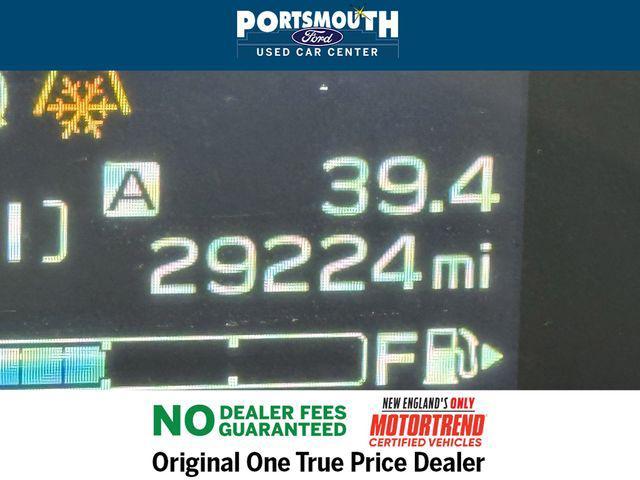 PORTSMOUTH
Ford
USED CAR CENTER
A 39.4
29224 mi
F
NO DEALER FEES GUARANTEED
NEW ENGLAND'S ONLY
MOTORTREND
CERTIFIED VEHICLES
Original One True Price Dealer